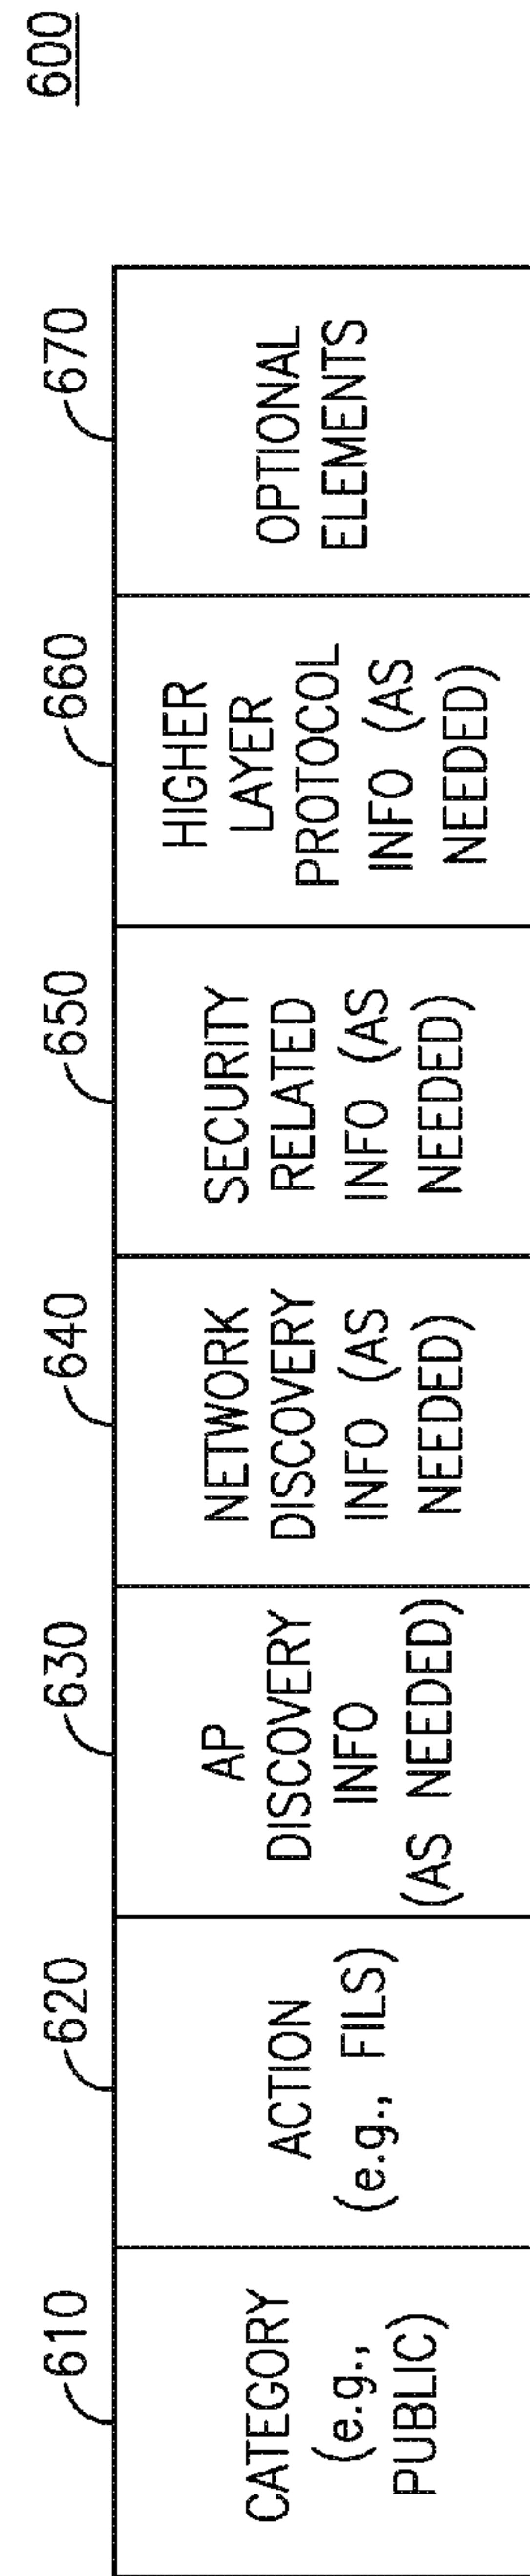 600
610
620
630
640
650
660
670
CATEGORY
(e.g.,
PUBLIC)
ACTION
(e.g., FILS)
AP
DISCOVERY
INFO
(AS NEEDED)
NETWORK
DISCOVERY
INFO (AS
NEEDED)
SECURITY
RELATED
INFO (AS
NEEDED)
HIGHER
LAYER
PROTOCOL
INFO (AS
NEEDED)
OPTIONAL
ELEMENTS